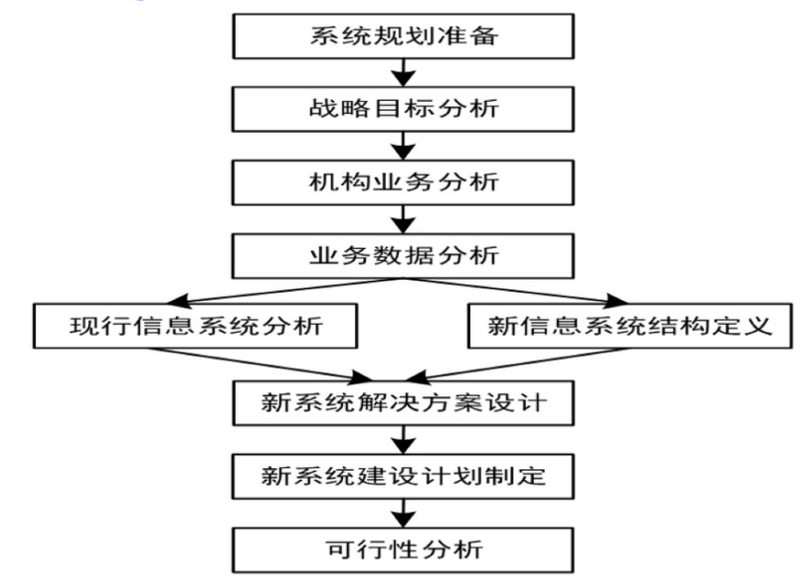 系统规划准备
战略目标分析
机构业务分析
业务数据分析
现行信息系统分析
新信息系统结构定义
新系统解决方案设计
新系统建设计划制定
可行性分析